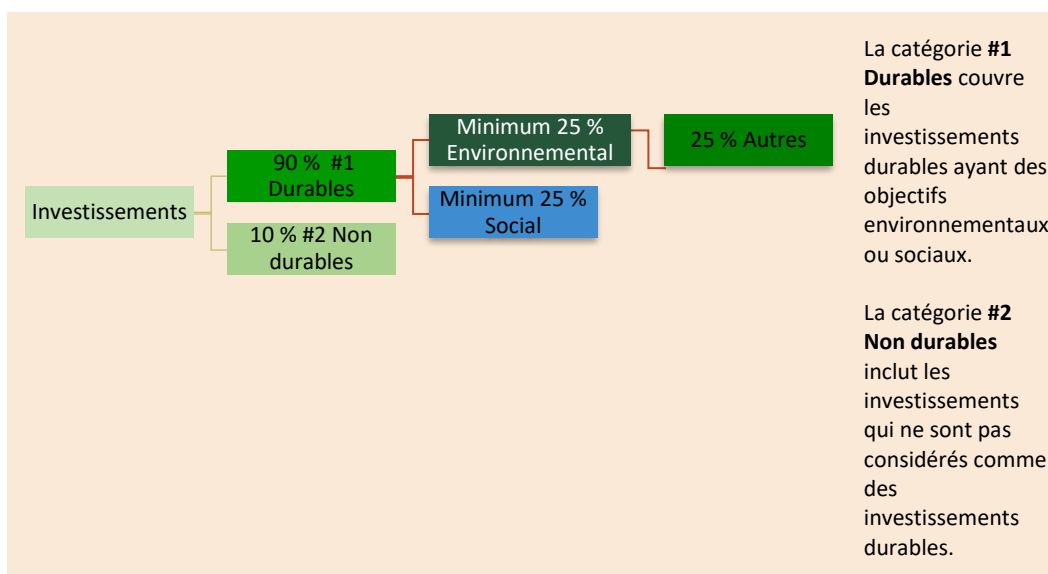 Investissements
90 %  #1
Durables
10 % #2 Non
durables
Minimum 25 %
Environnemental
Minimum 25 %
Social
25 % Autres
La catégorie #1
Durables couvre
les
investissements
durables ayant des
objectifs
environnementaux
ou sociaux.
La catégorie #2
Non durables
inclut les
investissements
qui ne sont pas
considérés comme
des
investissements
durables.